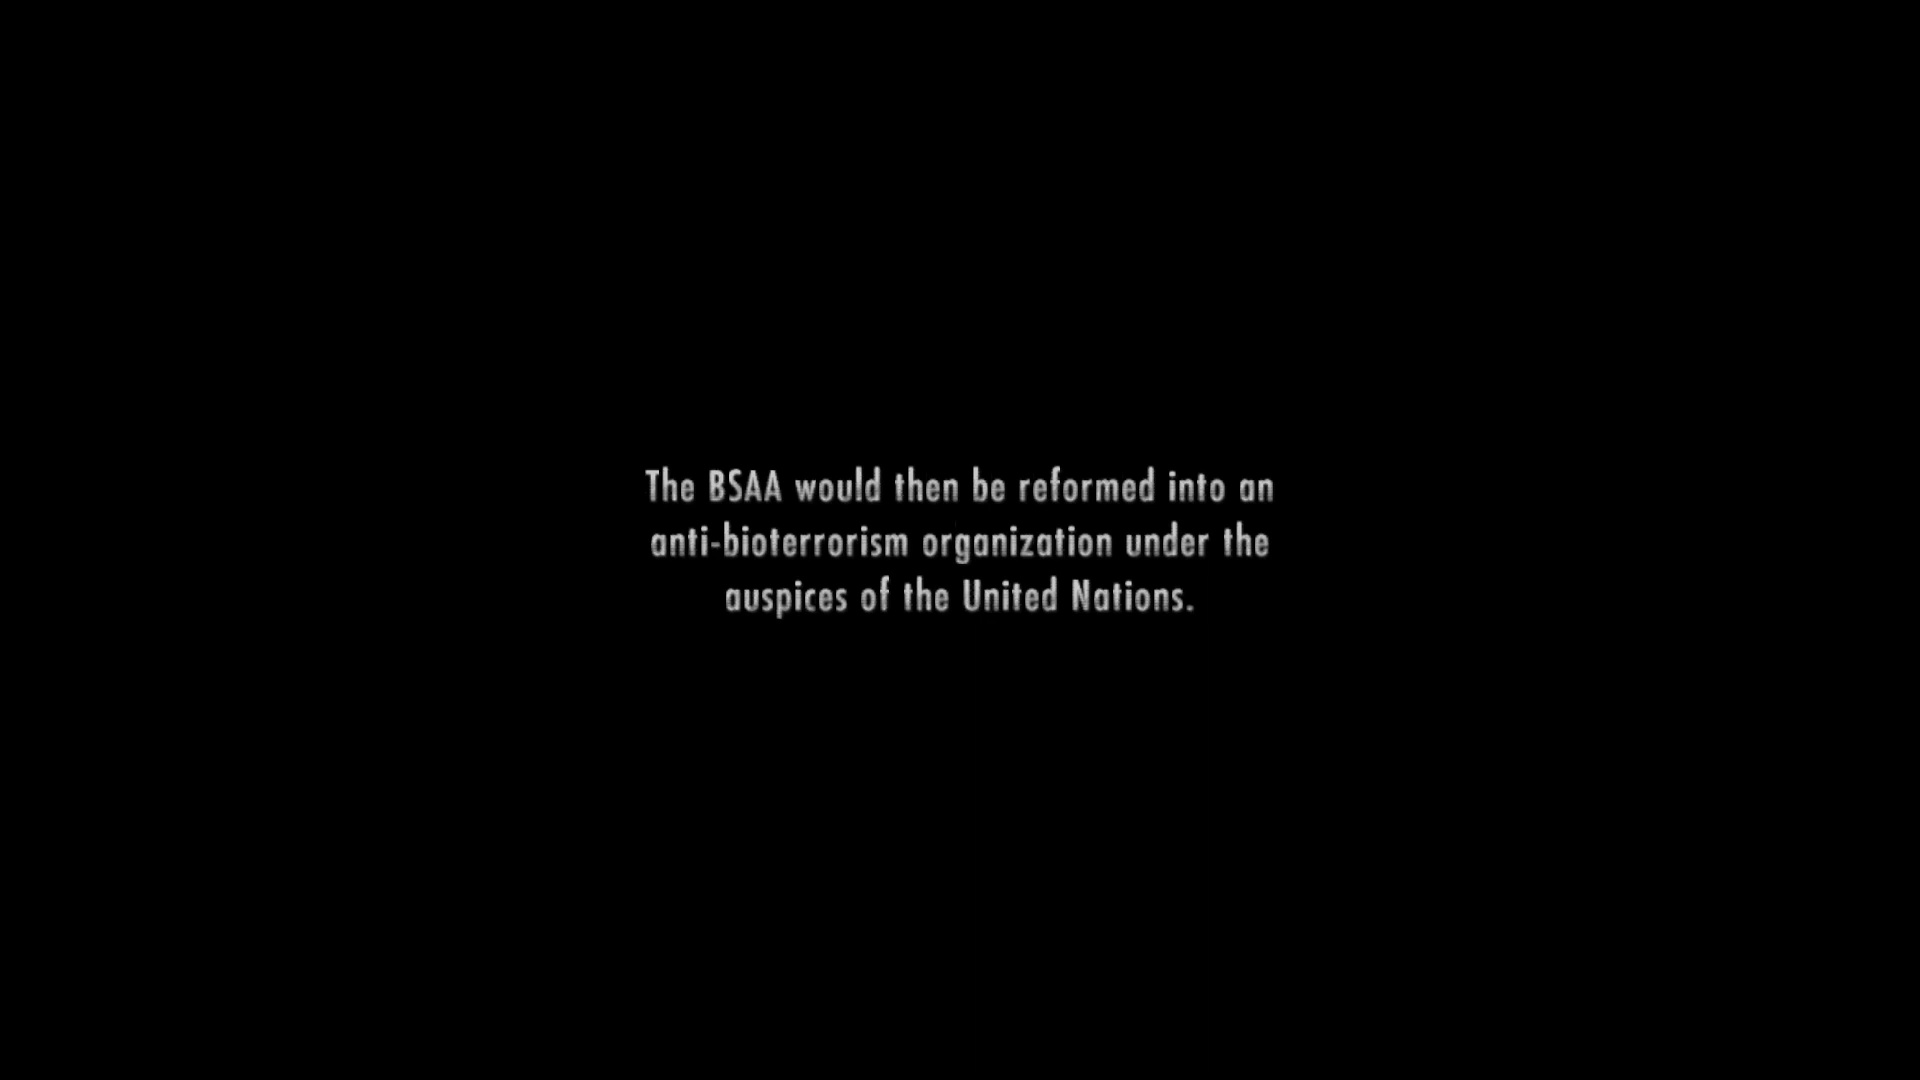 The BSAA would then be reformed into an
anti-bioterrorism organization under the
auspices of the United Nations.